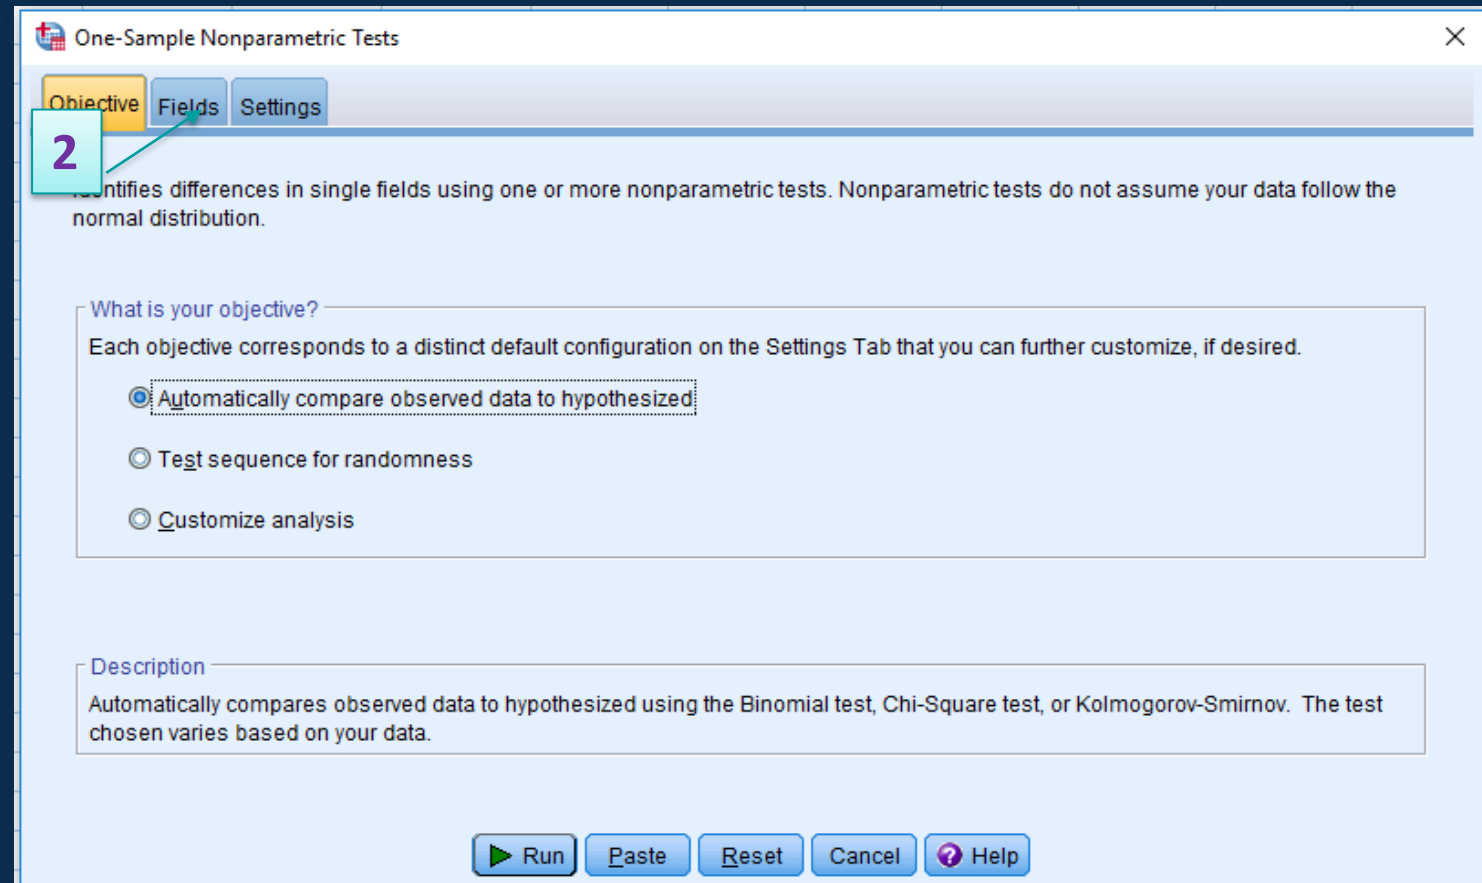 One-Sample Nonparametric Tests
Objective Fields Settings
2
Identifies differences in single fields using one or more nonparametric tests. Nonparametric tests do not assume your data follow the
normal distribution.
What is your objective?
Each objective corresponds to a distinct default configuration on the Settings Tab that you can further customize, if desired.
Automatically compare observed data to hypothesized
Test sequence for randomness
Customize analysis
Description
Automatically compares observed data to hypothesized using the Binomial test, Chi-Square test, or Kolmogorov-Smirnov. The test
chosen varies based on your data.
Run Paste Reset Cancel Help